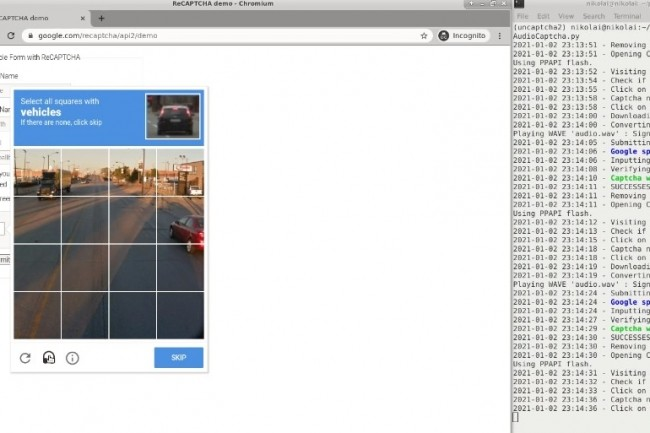 ReCAPTCHA demo - Chromium
CAPTCHA demo
google.com/recaptcha/api2/demo
Incognito
Form with ReCAPTCHA
Name
Select all squares with
vehicles
If there are none, click skip
SKIP
nikolai@nikolai:~
File Edit View Search Terminal
(uncaptcha2) nikolai@nikolai:~/
AudioCaptcha.py
2021-01-02 23:13:51 - Removing
2021-01-02 23:13:51 - Opening C
Using PPAPI flash.
2021-01-02 23:13:52 - Visiting
2021-01-02 23:13:54 - Check if
2021-01-02 23:13:55 - Click on
2021-01-02 23:13:58 - Captcha n
2021-01-02 23:13:58 - Click on
2021-01-02 23:14:00 - Downloadi
2021-01-02 23:14:00 - Convertin
Playing WAVE 'audio.wav' : Sign
2021-01-02 23:14:05 - Submittin
2021-01-02 23:14:06 - Google sp
2021-01-02 23:14:06 - Inputting
2021-01-02 23:14:08 - Verifying
2021-01-02 23:14:10 - Captcha w
2021-01-02 23:14:11 - SUCCESSES
2021-01-02 23:14:11 - Removing
2021-01-02 23:14:11 - Opening C
Using PPAPI flash.
2021-01-02 23:14:12 - Visiting
2021-01-02 23:14:13 - Check if
2021-01-02 23:14:15 - Click on
2021-01-02 23:14:18 - Captcha n
2021-01-02 23:14:18 - Click on
2021-01-02 23:14:19 - Downloadi
2021-01-02 23:14:19 - Convertin
Playing WAVE 'audio.wav' : Sign
2021-01-02 23:14:24 - Submittin
2021-01-02 23:14:24 - Google sp
2021-01-02 23:14:24 - Inputting
2021-01-02 23:14:27 - Verifying
2021-01-02 23:14:29 - Captcha w
2021-01-02 23:14:30 - SUCCESSES
2021-01-02 23:14:30 - Removing
2021-01-02 23:14:30 - Opening C
Using PPAPI flash.
2021-01-02 23:14:31 - Visiting
2021-01-02 23:14:32 - Check if
2021-01-02 23:14:33 - Click on
2021-01-02 23:14:36 - Captcha n
2021-01-02 23:14:36 - Click on